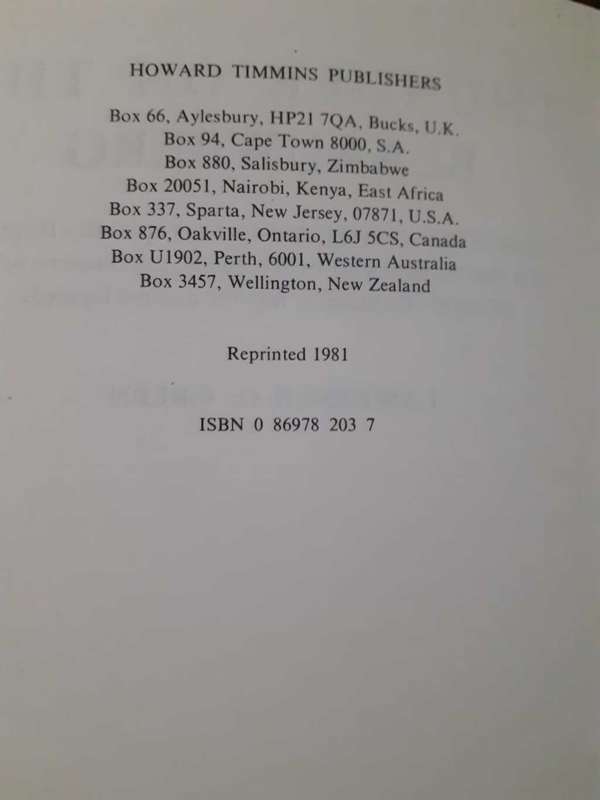 HOWARD TIMMINS PUBLISHERS
Box 66, Aylesbury, HP21 7QA, Bucks, U.K.
Box 94, Cape Town 8000, S.A.
Box 880, Salisbury, Zimbabwe
Box 20051, Nairobi, Kenya, East Africa
Box 337, Sparta, New Jersey, 07871, U.S.A.
Box 876, Oakville, Ontario, L6J 5CS, Canada
Box U1902, Perth, 6001, Western Australia
Box 3457, Wellington, New Zealand
Reprinted 1981
ISBN 0 86978 203 7